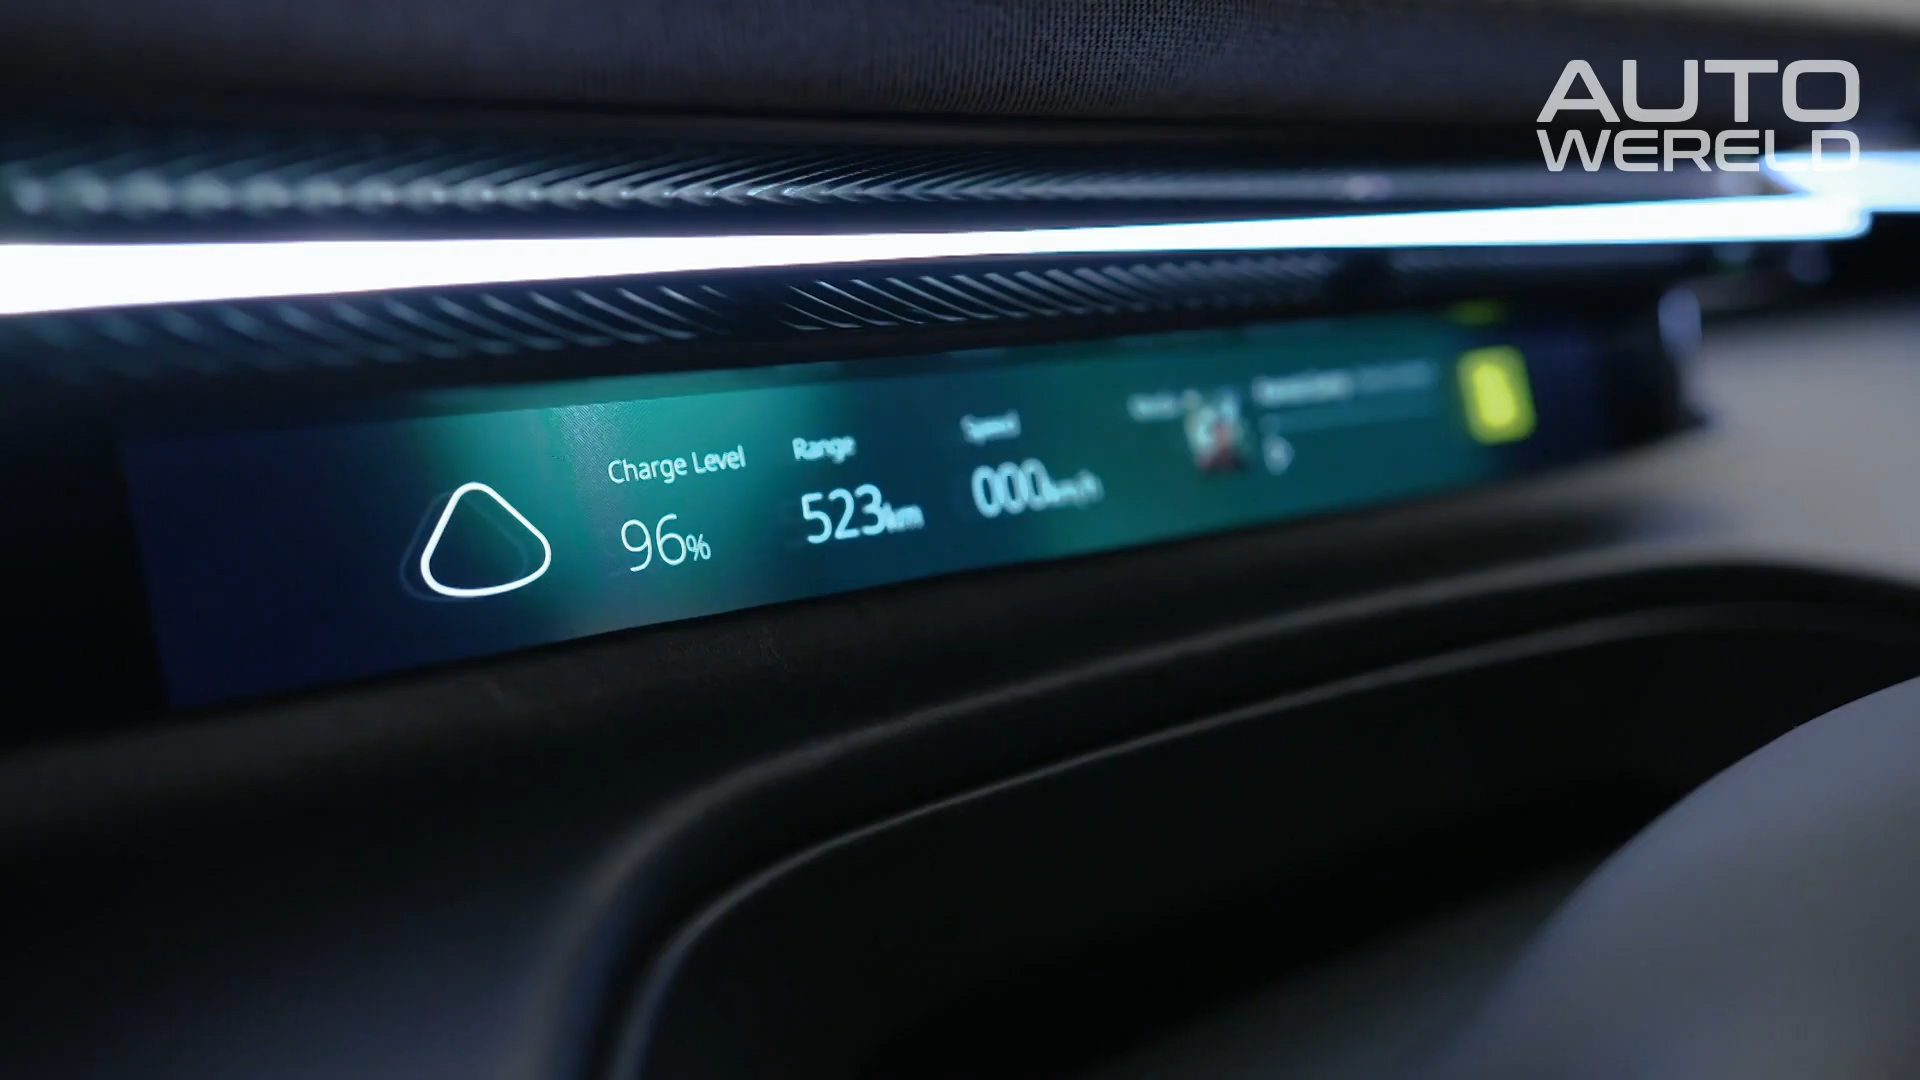 AUTO
WERELD
Charge Level
Range
Speed
96%
523km
000km/h